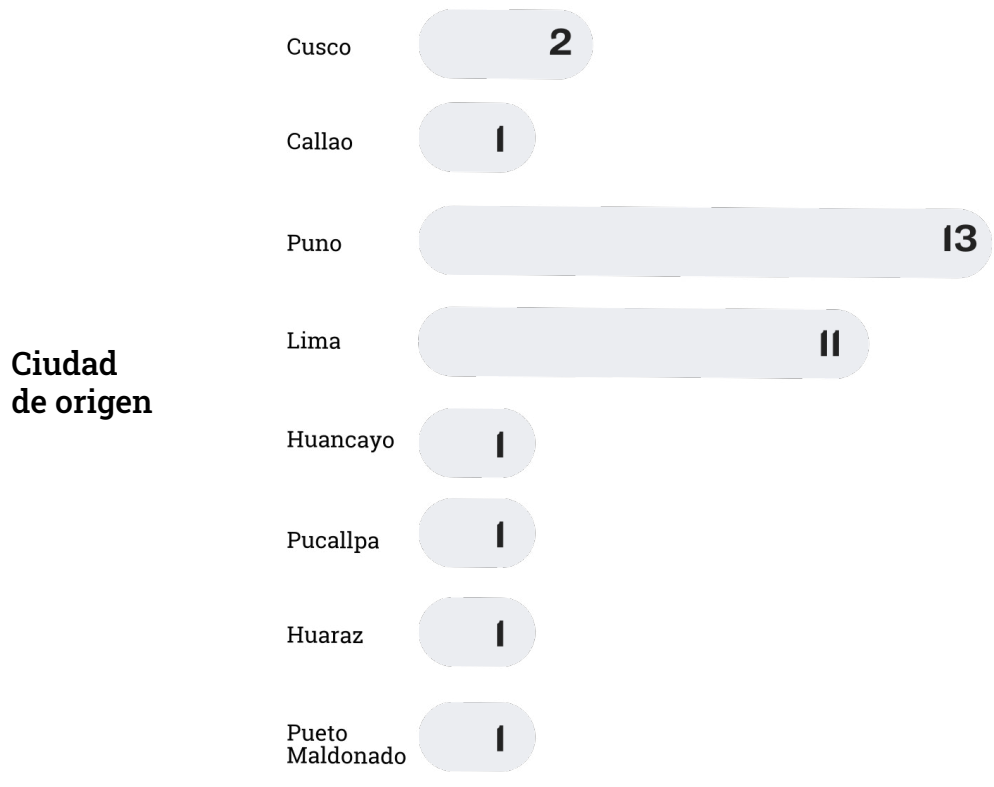 Cusco 2
Callao 1
Puno 13
Lima 11
Ciudad
de origen
Huancayo 1
Pucallpa 1
Huaraz 1
Pueto
Maldonado 1